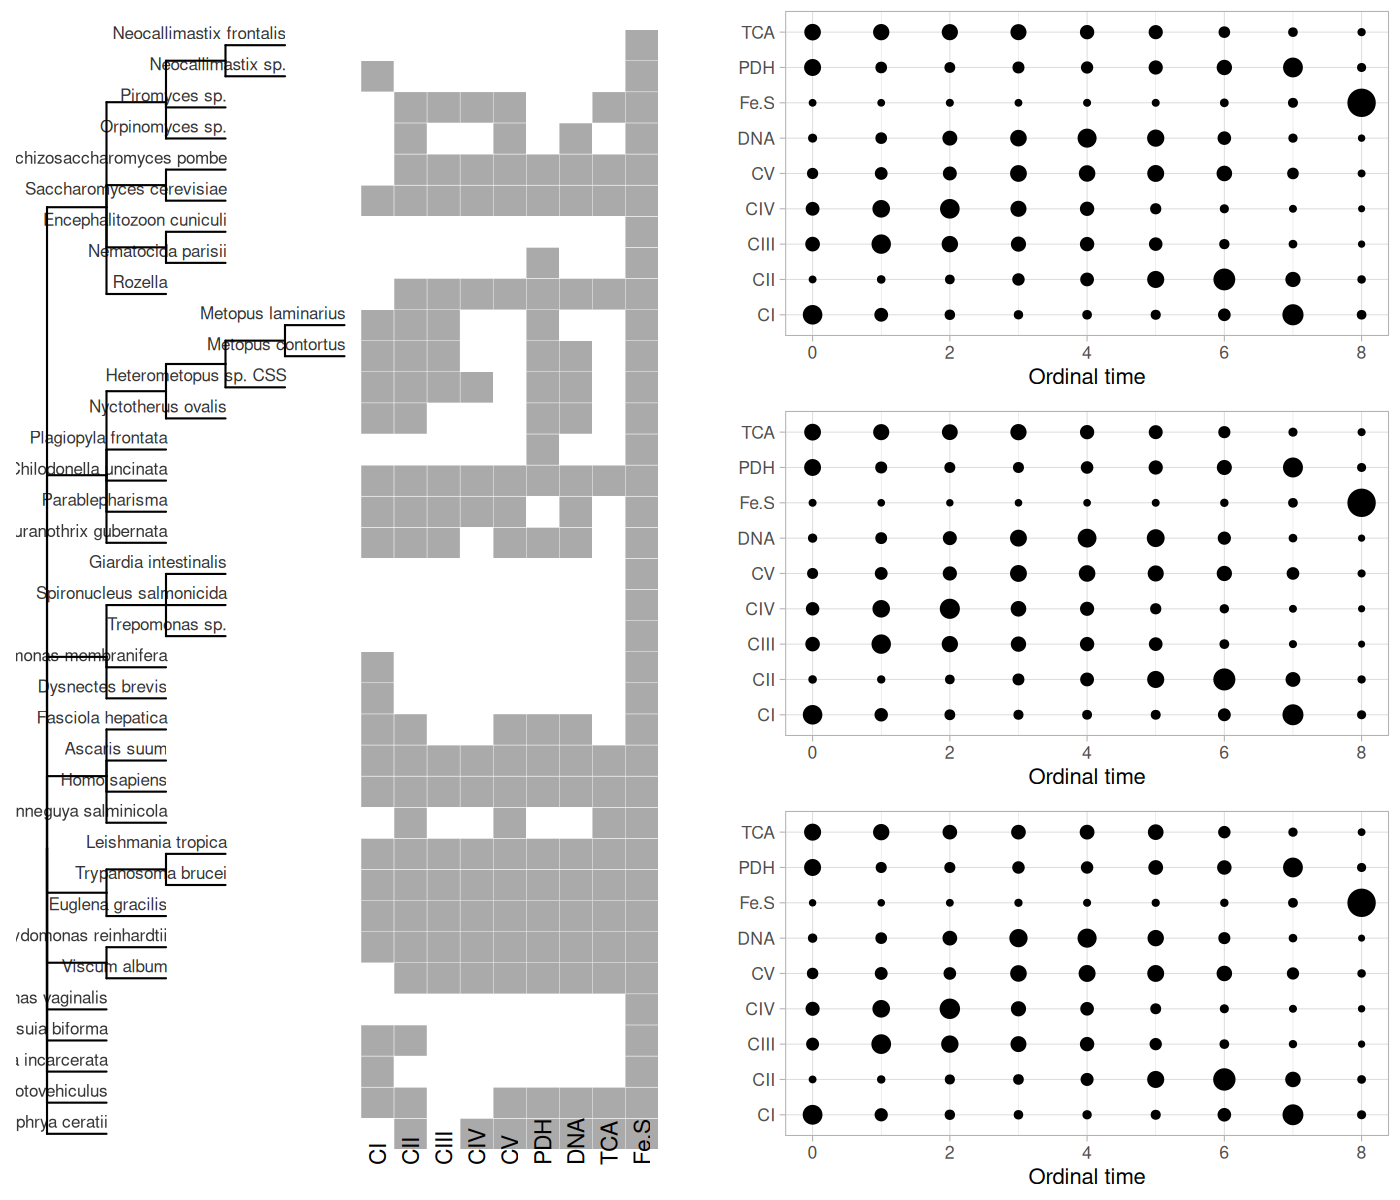 Neocallimastix frontalis
Neocallimastix sp.
Piromyces sp.
Orpinomyces sp.
chizosaccharomyces pombe
Saccharomyces cerevisiae
Encephalitozoon cuniculi
Nematocida parisii
Rozella
Metopus laminarius
Metopus contortus
Heterometopus sp. CSS
Nyctotherus ovalis
Plagiopyla frontata
Chilodonella uncinata
Parablepharisma
uranothrix gubernata
Giardia intestinalis
Spironucleus salmonicida
Trepomonas sp.
monas membranifera
Dysnectes brevis
Fasciola hepatica
Ascaris suum
Homo sapiens
nneguya salminicola
Leishmania tropica
Trypanosoma brucei
Euglena gracilis
ydomonas reinhardtii
Viscum album
nas vaginalis
suia biforma
a incarcerata
otovehiculus
phrya ceratii
CI CII CIII CIV CV PDH DNA TCA Fe.S
TCA
PDH
Fe.S
DNA
CV
CIV
CIII
CII
CI
0 2 4 6 8
Ordinal time
TCA
PDH
Fe.S
DNA
CV
CIV
CIII
CII
CI
0 2 4 6 8
Ordinal time
TCA
PDH
Fe.S
DNA
CV
CIV
CIII
CII
CI
0 2 4 6 8
Ordinal time